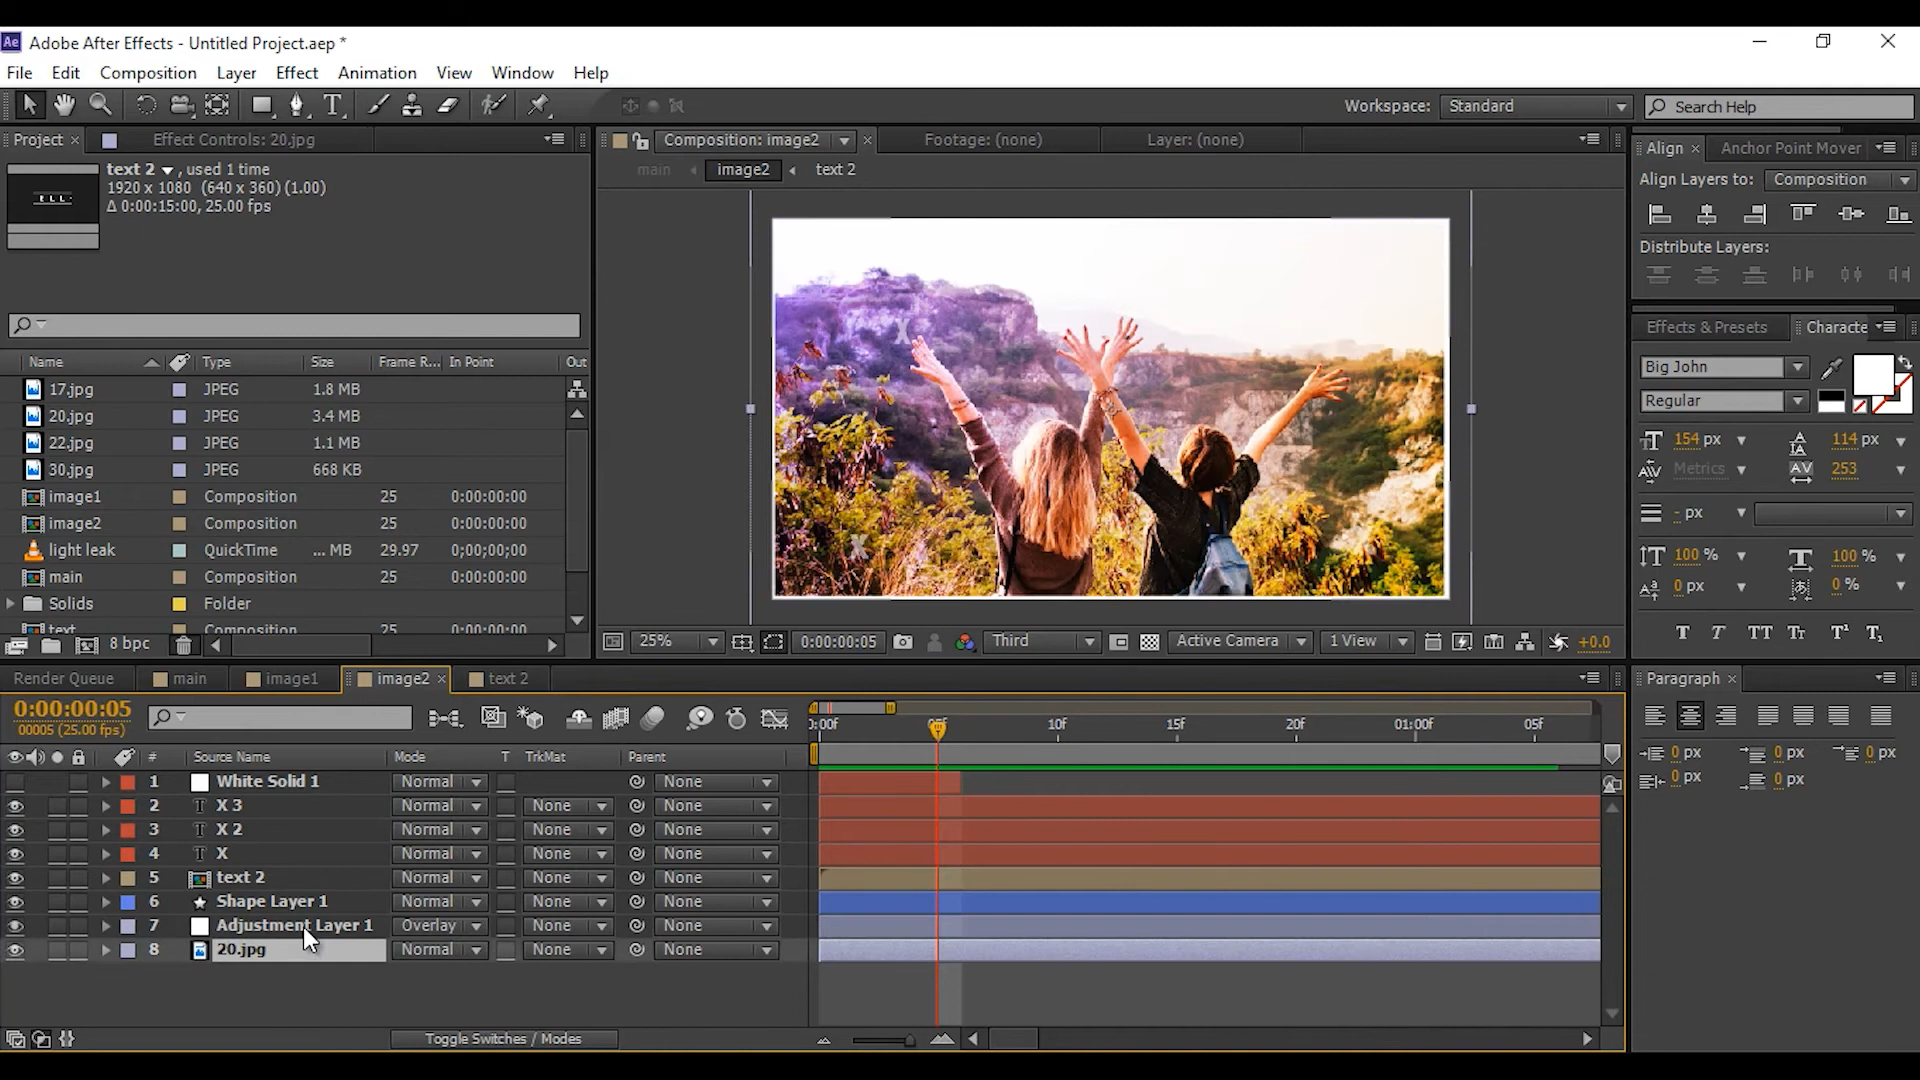 Ae Adobe After Effects - Untitled Project.aep *
File Edit Composition Layer Effect Animation View Window Help
Workspace: Standard Search Help
Project × Effect Controls: 20.jpg
text 2 , used 1 time
1920 x 1080 (640 x 360) (1.00)
Δ 0:00:15:00, 25.00 fps
Name Type Size Frame R... In Point Out
17.jpg JPEG 1.8 MB
20.jpg JPEG 3.4 MB
22.jpg JPEG 1.1 MB
30.jpg JPEG 668 KB
image1 Composition 25 0:00:00:00
image2 Composition 25 0:00:00:00
light leak QuickTime ... MB 29.97 0;00;00;00
main Composition 25 0:00:00:00
Solids Folder
text Composition 25 0:00:00:00
8 bpc
Composition: image2 × Footage: (none) Layer: (none)
main image2 text 2
X
X
25% 0:00:00:05 Third Active Camera 1 View +0.0
Align × Anchor Point Mover
Align Layers to: Composition
Distribute Layers:
Effects & Presets Characte
Big John
Regular
154 px 114 px
Metrics 253
- px
100 % 100 %
0 px 0 %
T T TT Tт T¹ T₁
Paragraph ×
0 px 0 px 0 px
0 px 0 px
Render Queue main image1 image2 × text 2
0:00:00:05
00005 (25.00 fps)
0:00f 05f 10f 15f 20f 01:00f 05f
# Source Name Mode T TrkMat Parent
1 White Solid 1 Normal None
2 T X 3 Normal None None
3 T X 2 Normal None None
4 T X Normal None None
5 text 2 Normal None None
6 Shape Layer 1 Normal None None
7 Adjustment Layer 1 Overlay None None
8 20.jpg Normal None None
Toggle Switches / Modes